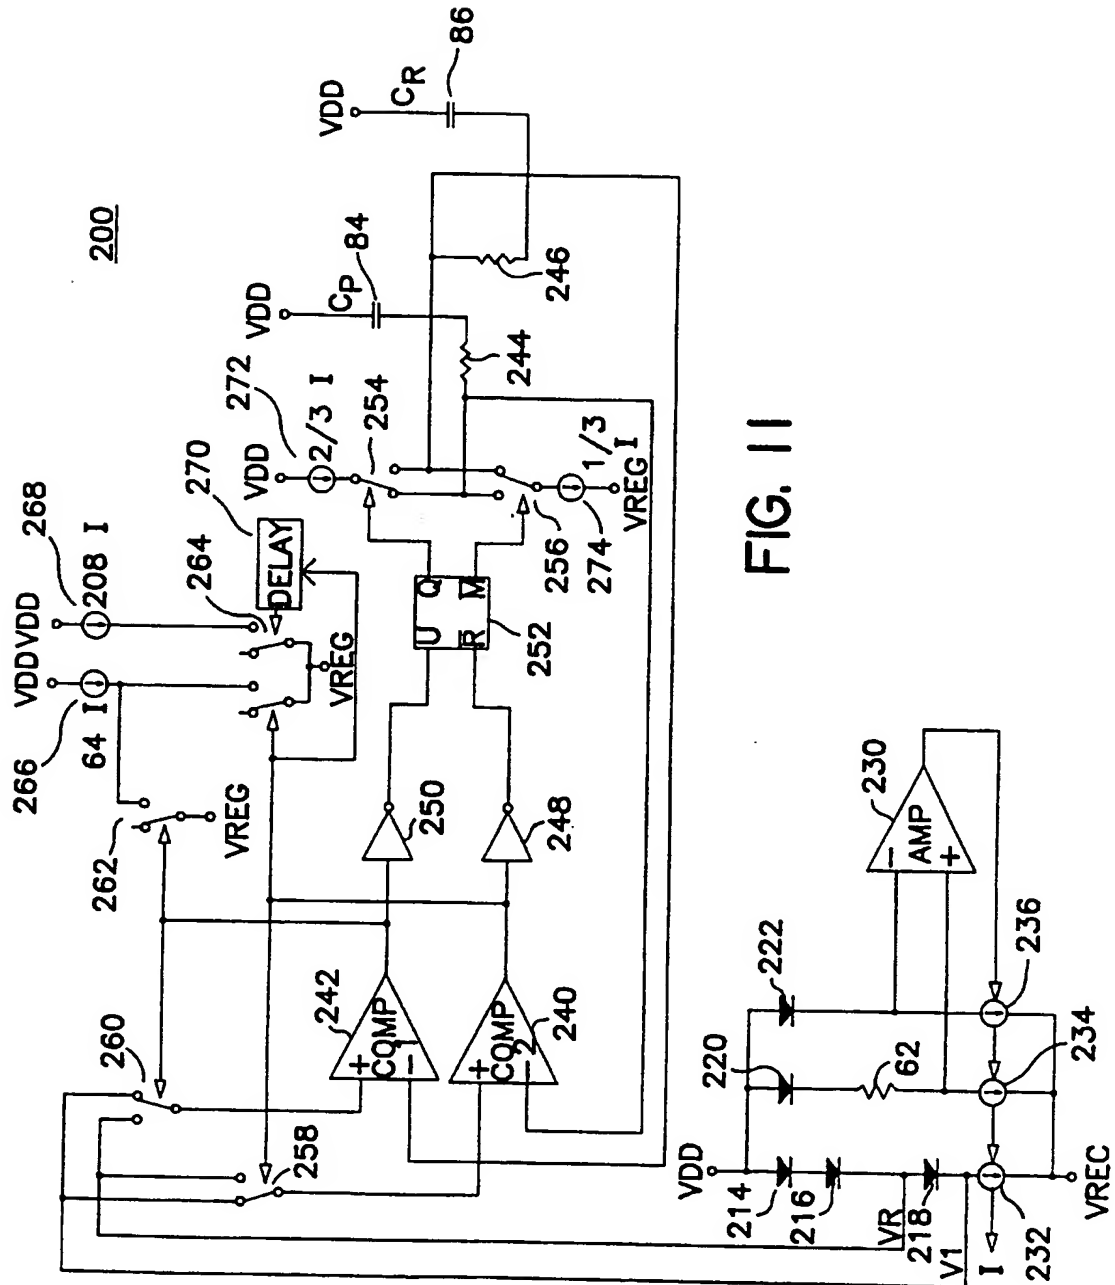 200
VDD
CR
86
VDD
CP
84
246
244
272
VDD
2/3 I
254
268
VDD
208 I
270
264
DELAY
VREG
VDD
266
64 I
262
VREG
256
274
1/3 I
VREG
U Q
R M
252
250
248
260
258
242
+
COMP 1
−
+
COMP 2
−
240
FIG. 11
230
−
AMP
+
VDD
214
216
VR
218
V1
I
232
VREC
220
62
234
222
236